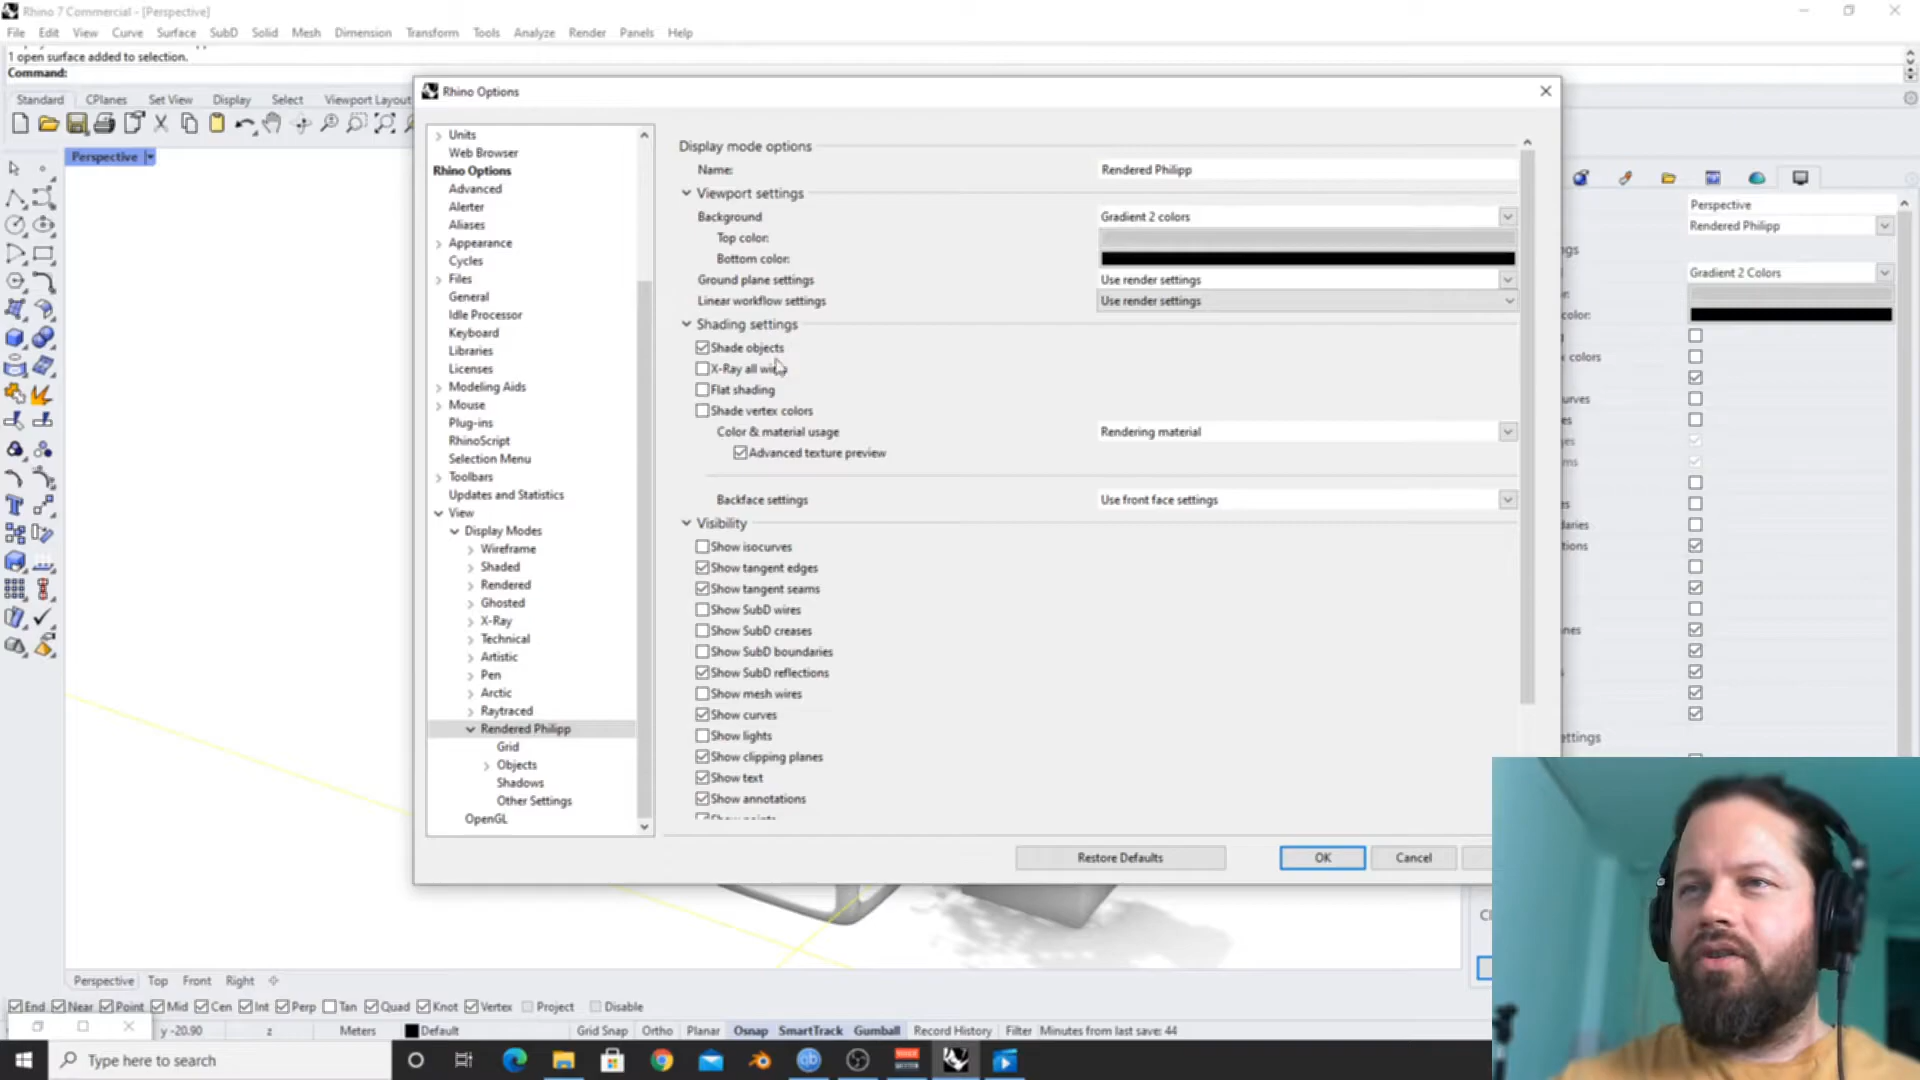 Rhino 7 Commercial - [Perspective]
File Edit View Curve Surface SubD Solid Mesh Dimension Transform Tools Analyze Render Panels Help
1 open surface added to selection.
Command:
Standard CPlanes Set View Display Select Viewport Layout
Perspective
Rhino Options
Units
Web Browser
Rhino Options
Advanced
Alerter
Aliases
Appearance
Cycles
Files
General
Idle Processor
Keyboard
Libraries
Licenses
Modeling Aids
Mouse
Plug-ins
RhinoScript
Selection Menu
Toolbars
Updates and Statistics
View
Display Modes
Wireframe
Shaded
Rendered
Ghosted
X-Ray
Technical
Artistic
Pen
Arctic
Raytraced
Rendered Philipp
Grid
Objects
Shadows
Other Settings
OpenGL
Display mode options
Name: Rendered Philipp
Viewport settings
Background Gradient 2 colors
Top color:
Bottom color:
Ground plane settings Use render settings
Linear workflow settings Use render settings
Shading settings
Shade objects
X-Ray all
Flat shading
Shade vertex colors
Color & material usage Rendering material
Advanced texture preview
Backface settings Use front face settings
Visibility
Show isocurves
Show tangent edges
Show tangent seams
Show SubD wires
Show SubD creases
Show SubD boundaries
Show SubD reflections
Show mesh wires
Show curves
Show lights
Show clipping planes
Show text
Show annotations
Restore Defaults OK Cancel
Perspective
Rendered Philipp
Gradient 2 Colors
Perspective Top Front Right
End Near Point Mid Cen Int Perp Tan Quad Knot Vertex Project Disable
y -20.90 z Meters Default Grid Snap Ortho Planar Osnap SmartTrack Gumball Record History Filter Minutes from last save: 44
Type here to search